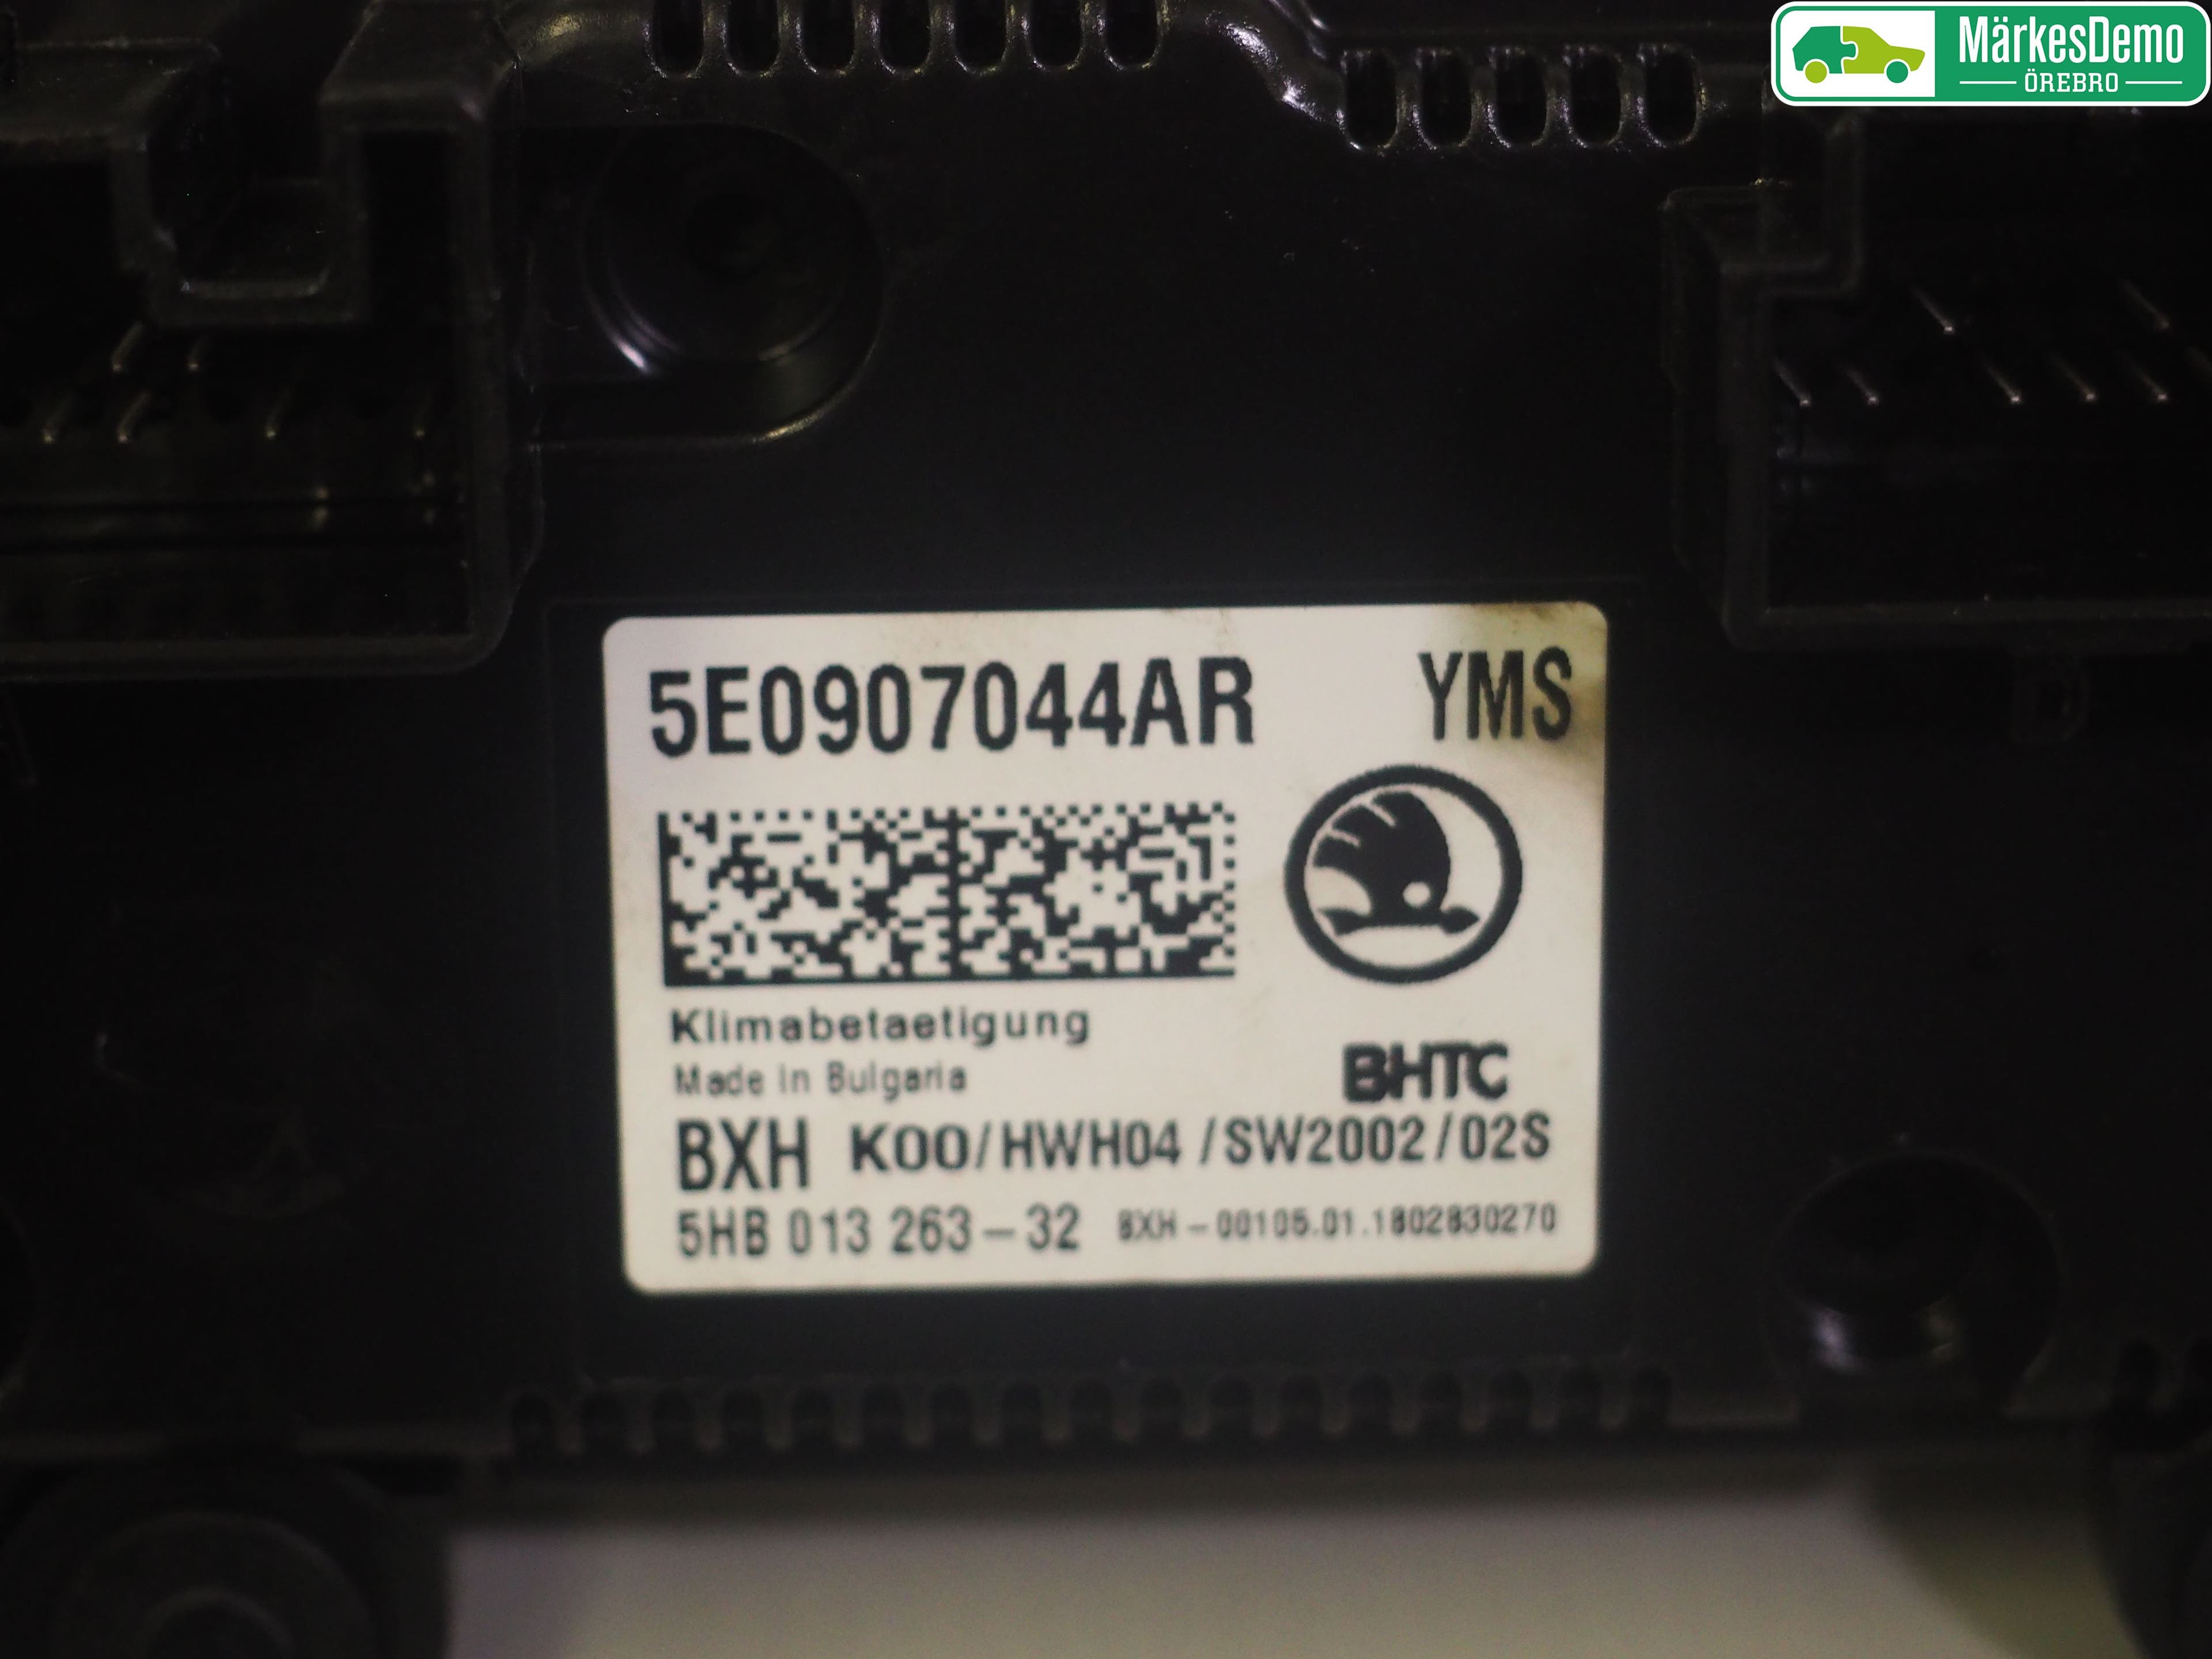 MärkesDemo
ÖREBRO
5E0907044AR YMS
Klimabetaetigung
Made in Bulgaria
BHTC
BXH K00/HWH04 /SW2002/02S
5HB 013 263-32 BXH-00105.01.1802830270